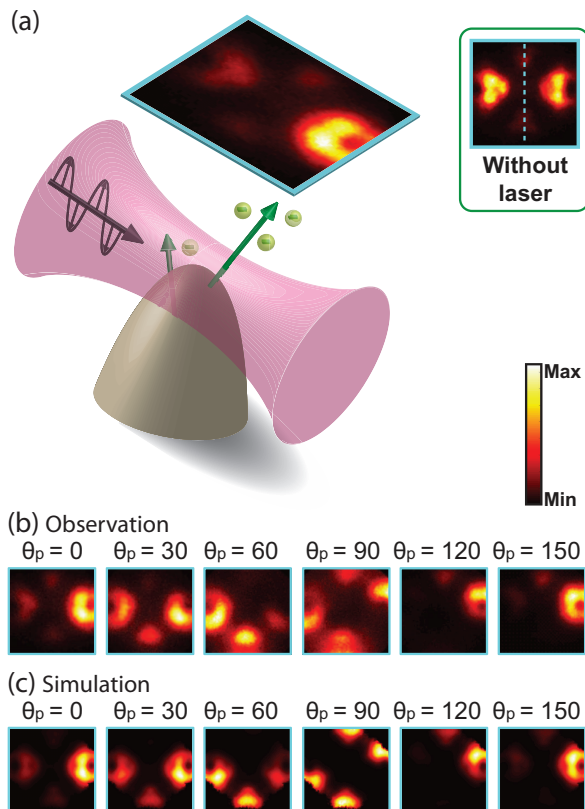 (a)
Without
laser
Max
Min
(b) Observation
θp = 0 θp = 30 θp = 60 θp = 90 θp = 120 θp = 150
(c) Simulation
θp = 0 θp = 30 θp = 60 θp = 90 θp = 120 θp = 150